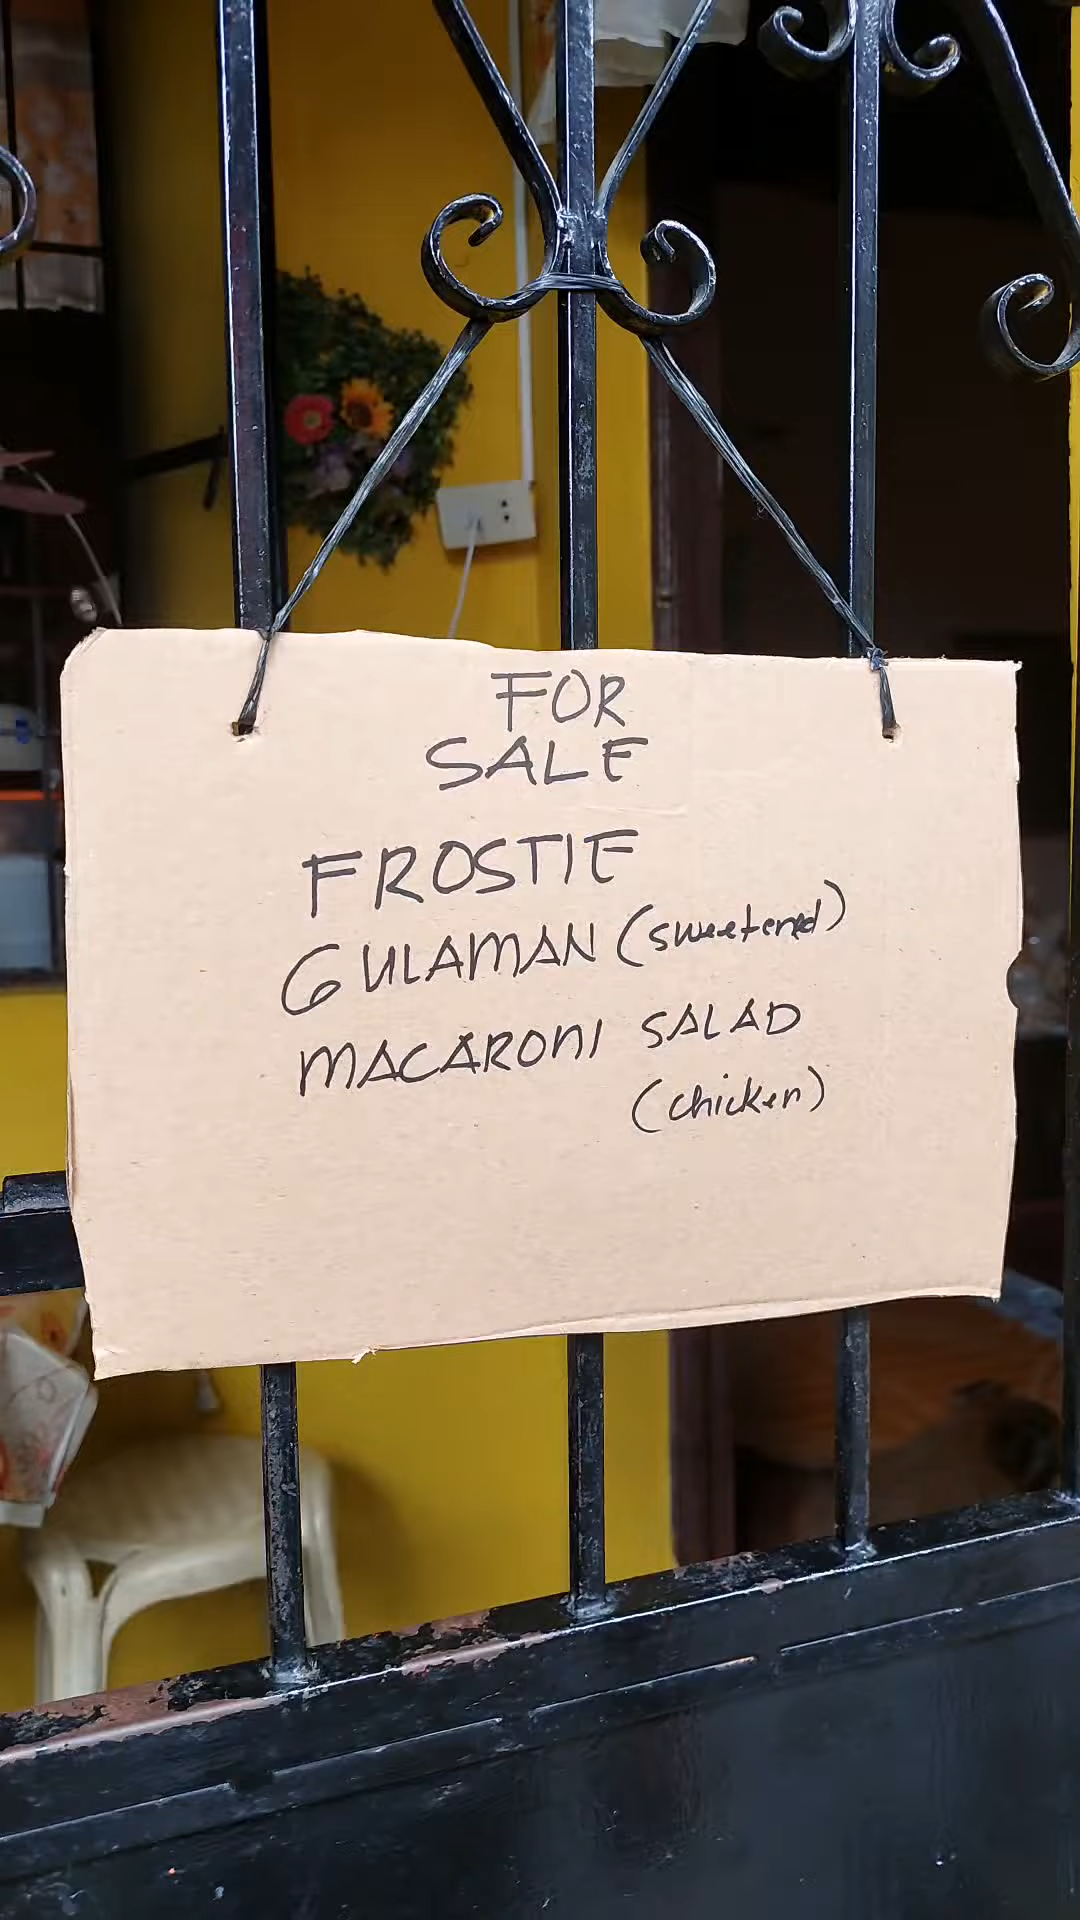 FOR
SALE
FROSTIE
GULAMAN (sweetened)
MACARONI SALAD
(chicken)